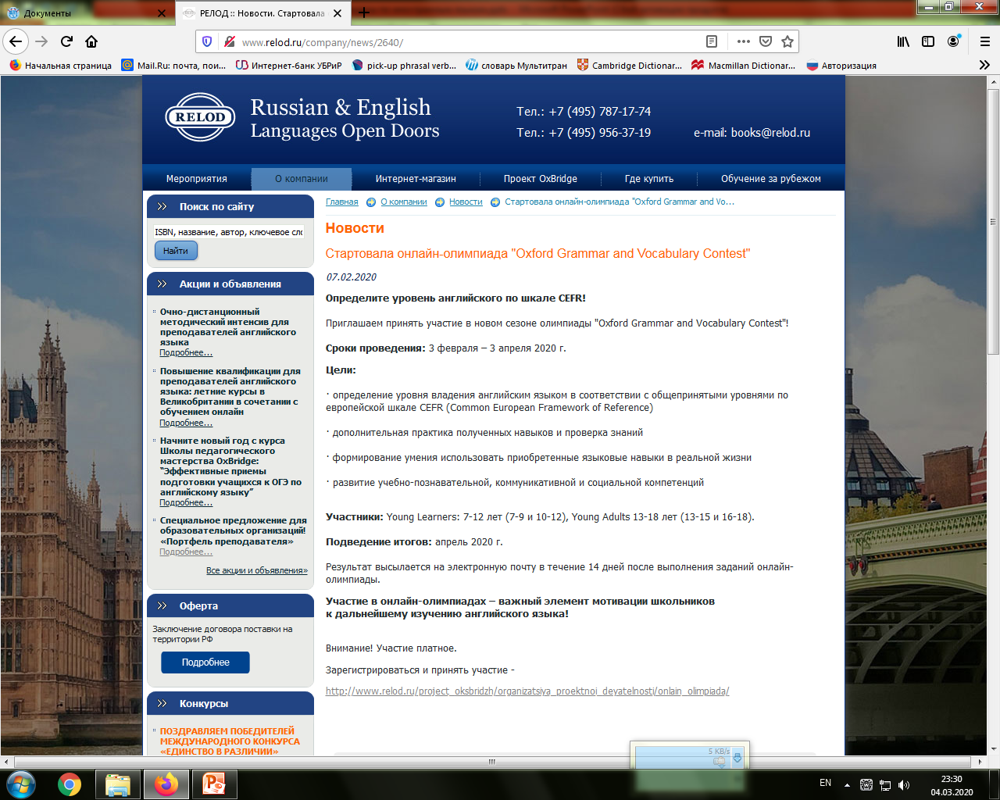 Документы
РЕЛОД :: Новости. Стартовала
www.relod.ru/company/news/2640/
Начальная страница
Mail.Ru: почта, пои...
Интернет-банк УБРиР
pick-up phrasal verb...
словарь Мультитран
Cambridge Dictionar...
Macmillan Dictionar...
Авторизация
RELOD
Russian & English
Languages Open Doors
Тел.: +7 (495) 787-17-74
Тел.: +7 (495) 956-37-19
e-mail: books@relod.ru
Мероприятия
О компании
Интернет-магазин
Проект OxBridge
Где купить
Обучение за рубежом
Поиск по сайту
ISBN, название, автор, ключевое сло
Найти
Акции и объявления
Очно-дистанционный
методический интенсив для
преподавателей английского
языка
Подробнее...
Повышение квалификации для
преподавателей английского
языка: летние курсы в
Великобритании в сочетании с
обучением онлайн
Подробнее...
Начните новый год с курса
Школы педагогического
мастерства OxBridge:
"Эффективные приемы
подготовки учащихся к ОГЭ по
английскому языку"
Подробнее...
Специальное предложение для
образовательных организаций!
«Портфель преподавателя»
Подробнее...
Все акции и объявления»
Оферта
Заключение договора поставки на
территории РФ
Подробнее
Конкурсы
ПОЗДРАВЛЯЕМ ПОБЕДИТЕЛЕЙ
МЕЖДУНАРОДНОГО КОНКУРСА
«ЕДИНСТВО В РАЗЛИЧИИ»
Главная
О компании
Новости
Стартовала онлайн-олимпиада "Oxford Grammar and Vo...
Новости
Стартовала онлайн-олимпиада "Oxford Grammar and Vocabulary Contest"
07.02.2020
Определите уровень английского по шкале CEFR!
Приглашаем принять участие в новом сезоне олимпиады "Oxford Grammar and Vocabulary Contest"!
Сроки проведения: 3 февраля – 3 апреля 2020 г.
Цели:
· определение уровня владения английским языком в соответствии с общепринятыми уровнями по
европейской шкале CEFR (Common European Framework of Reference)
· дополнительная практика полученных навыков и проверка знаний
· формирование умения использовать приобретенные языковые навыки в реальной жизни
· развитие учебно-познавательной, коммуникативной и социальной компетенций
Участники: Young Learners: 7-12 лет (7-9 и 10-12), Young Adults 13-18 лет (13-15 и 16-18).
Подведение итогов: апрель 2020 г.
Результат высылается на электронную почту в течение 14 дней после выполнения заданий онлайн-
олимпиады.
Участие в онлайн-олимпиадах – важный элемент мотивации школьников
к дальнейшему изучению английского языка!
Внимание! Участие платное.
Зарегистрироваться и принять участие -
http://www.relod.ru/project_oksbridzh/organizatsiya_proektnoi_deyatelnosti/onlain_olimpiada/
5 KB/s
EN
23:30
04.03.2020